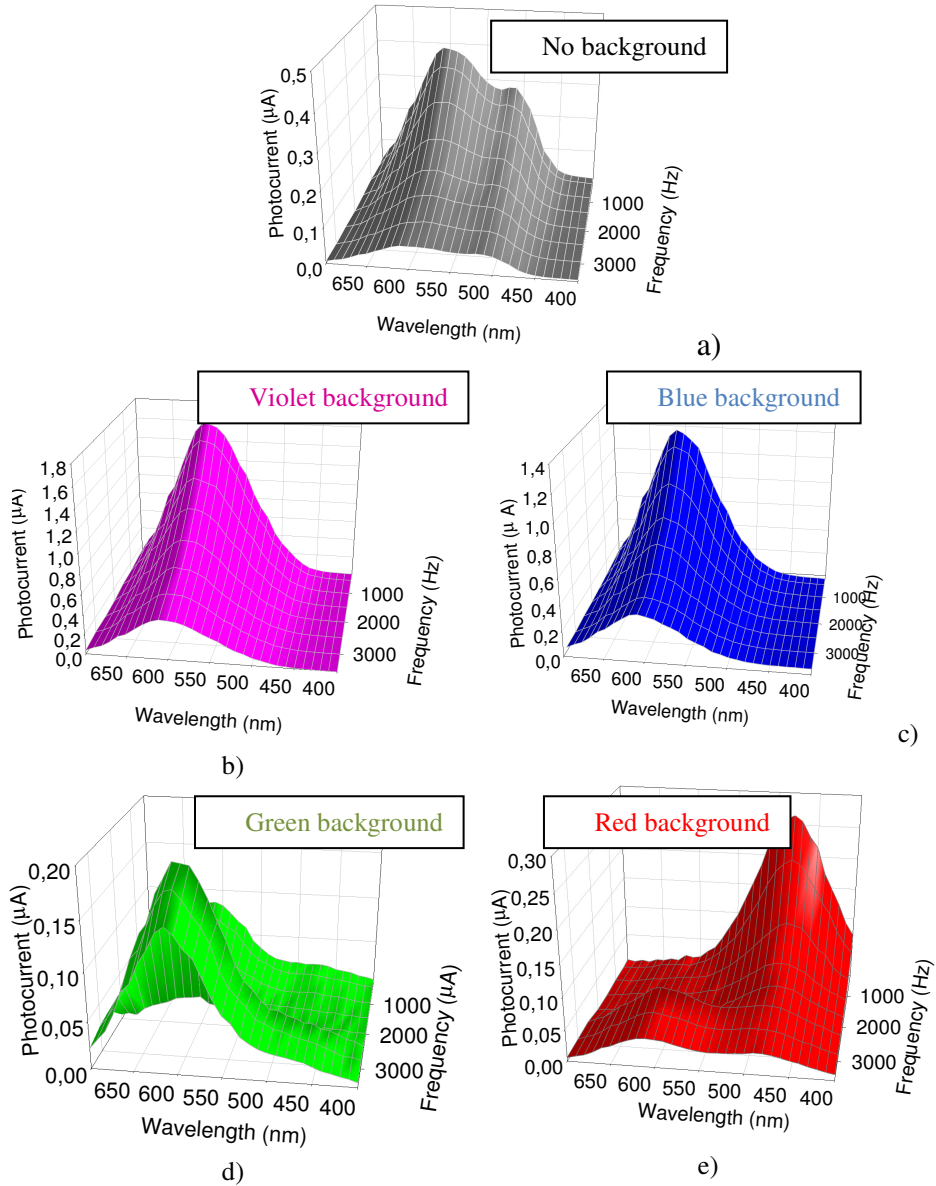 No background
0,5
0,4
0,3
0,2
0,1
0,0
Photocurrent (µA)
650 600 550 500 450 400
Wavelength (nm)
1000
2000
3000
Frequency (Hz)
a)
Violet background
1,8
1,6
1,4
1,2
1,0
0,8
0,6
0,4
0,2
0,0
Photocurrent (µA)
650 600 550 500 450 400
Wavelength (nm)
1000
2000
3000
Frequency (Hz)
b)
Blue background
1,4
1,2
1,0
0,8
0,6
0,4
0,2
0,0
Photocurrent (µ A)
650 600 550 500 450 400
Wavelength (nm)
1000
2000
3000
Frequency (Hz)
c)
Green background
0,20
0,15
0,10
0,05
0,00
Photocurrent (µA)
650 600 550 500 450 400
Wavelength (nm)
1000
2000
3000
Frequency (µA)
d)
Red background
0,30
0,35
0,20
0,15
0,10
0,05
0,00
Photocurrent (µA)
650 600 550 500 450 400
Wavelength (nm)
1000
2000
3000
Frequency (Hz)
e)